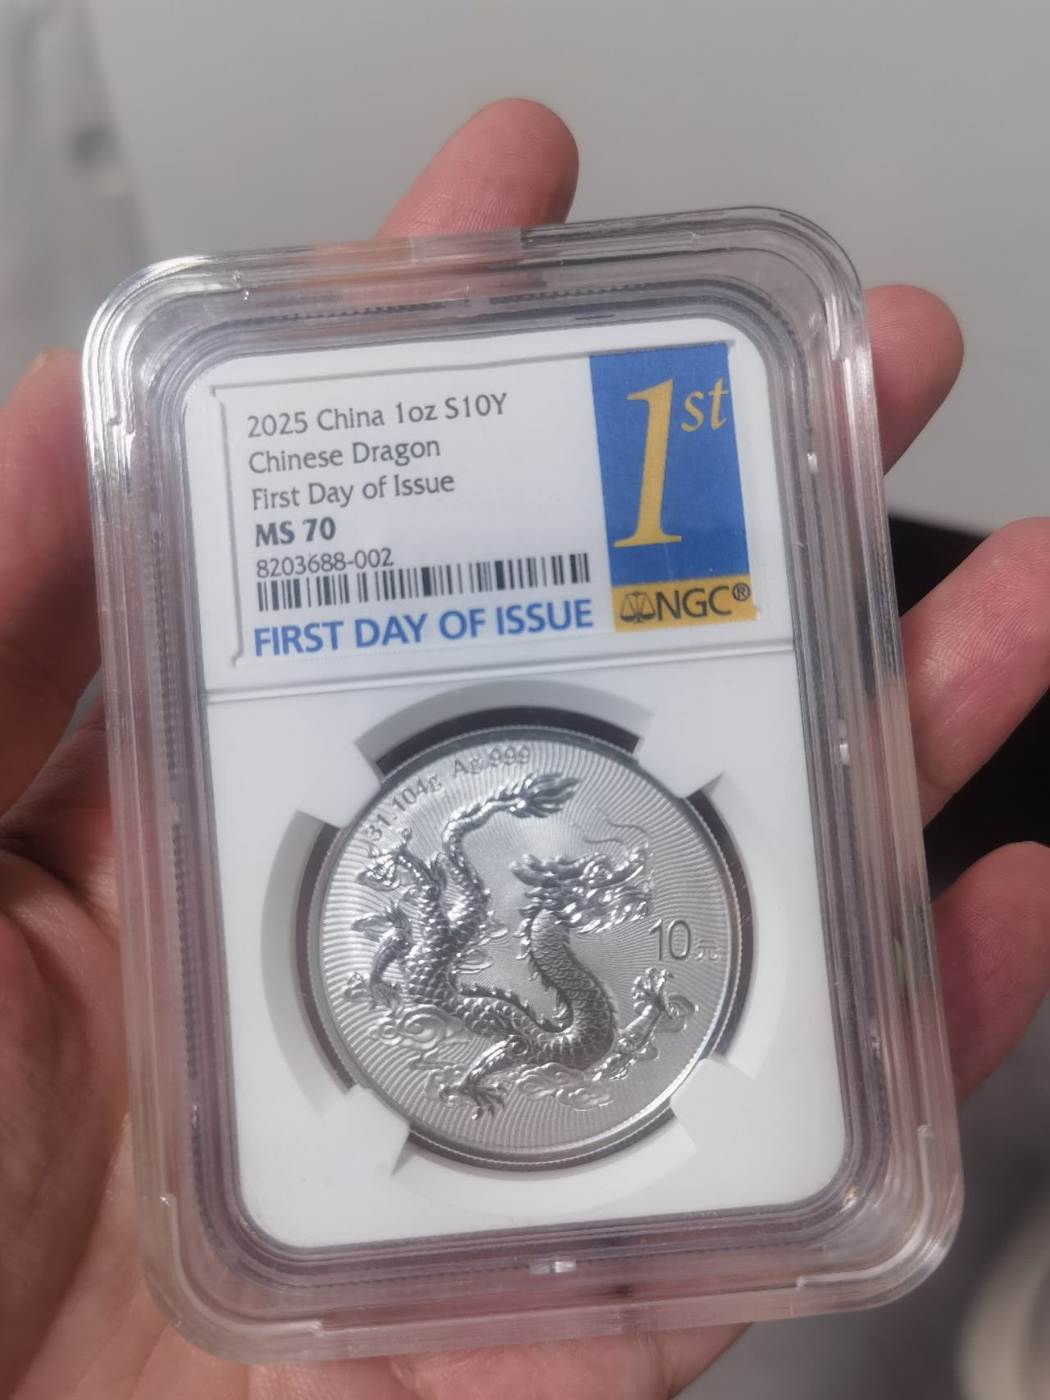 2025 China 1oz S10Y
Chinese Dragon
First Day of Issue
MS 70
8203688-002
FIRST DAY OF ISSUE
1st
NGC®
31.104g Ag 999
10元